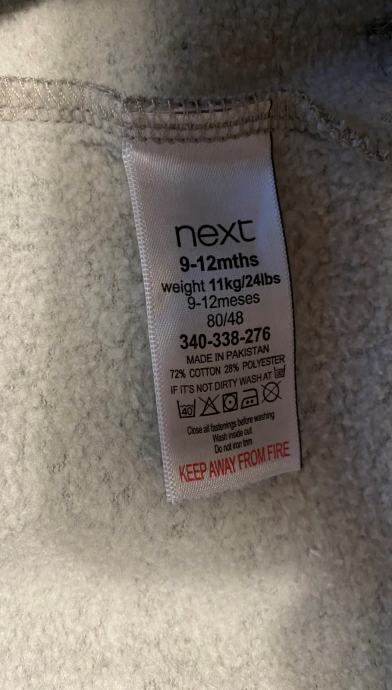 next
9-12mths
weight 11kg/24lbs
9-12meses
80/48
340-338-276
MADE IN PAKISTAN
72% COTTON 28% POLYESTER
IF IT'S NOT DIRTY WASH AT
40
Close all fastenings before washing
Wash inside out
Do not iron trim
KEEP AWAY FROM FIRE